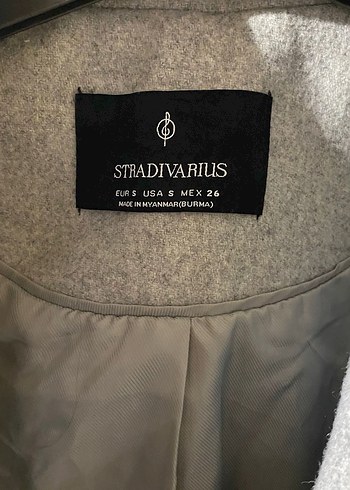 STRADIVARIUS
EUR S USA S MEX 26
MADE IN MYANMAR(BURMA)